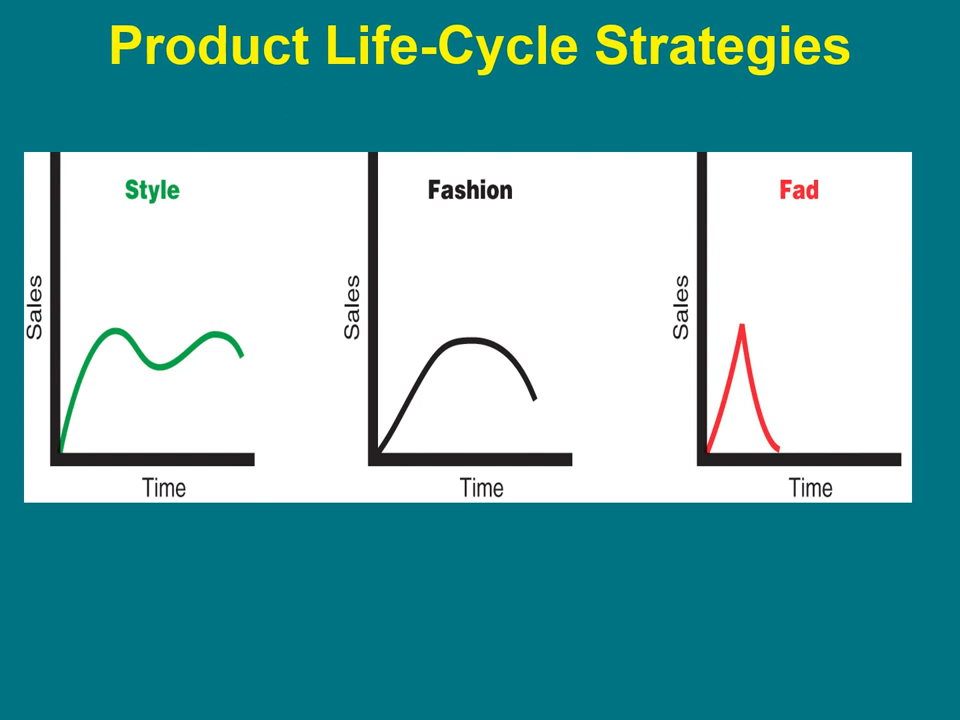 Product Life-Cycle Strategies
Style
Sales
Time
Fashion
Sales
Time
Fad
Sales
Time